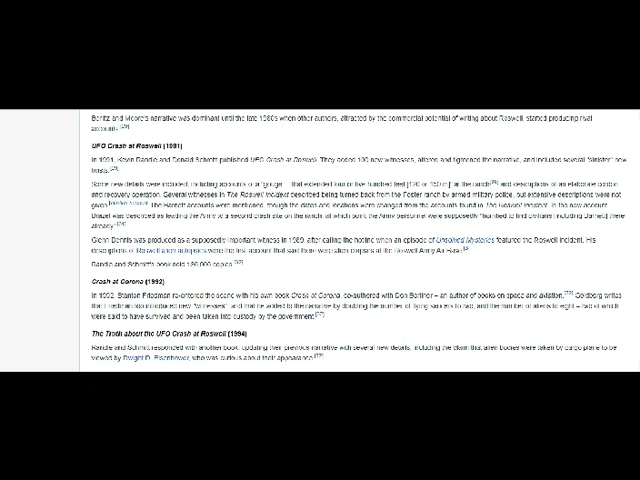 Berlitz and Moore's narrative was dominant until the late 1980s when other authors, attracted by the commercial potential of writing about Roswell, started producing rival
accounts.[29]
UFO Crash at Roswell (1991)
In 1991, Kevin Randle and Donald Schmitt published UFO Crash at Roswell. They added 100 new witnesses, altered and tightened the narrative, and included several "sinister" new
twists.[29]
Some new details were included, including accounts of a "gouge ... that extended four or five hundred feet [120 or 150 m]" at the ranch and descriptions of an elaborate cordon
and recovery operation. Several witnesses in The Roswell Incident described being turned back from the Foster ranch by armed military police, but extensive descriptions were not
given. The Barnett accounts were mentioned, though the dates and locations were changed from the accounts found in The Roswell Incident. In the new account,
Brazel was described as leading the Army to a second crash site on the ranch, at which point the Army personnel were supposedly "horrified to find civilians [including Barnett] there
already."
Glenn Dennis was produced as a supposedly important witness in 1989, after calling the hotline when an episode of Unsolved Mysteries featured the Roswell incident. His
descriptions of Roswell alien autopsies were the first account that said there were alien corpses at the Roswell Army Air Base.
Randle and Schmitt's book sold 160,000 copies.
Crash at Corona (1992)
In 1992, Stanton Friedman re-entered the scene with his own book Crash at Corona, co-authored with Don Berliner – an author of books on space and aviation. Goldberg writes
that Friedman too introduced new "witnesses", and that he added to the narrative by doubling the number of flying saucers to two, and the number of aliens to eight – two of which
were said to have survived and been taken into custody by the government.
The Truth about the UFO Crash at Roswell (1994)
Randle and Schmitt responded with another book, updating their previous narrative with several new details, including the claim that alien bodies were taken by cargo plane to be
viewed by Dwight D. Eisenhower, who was curious about their appearance.